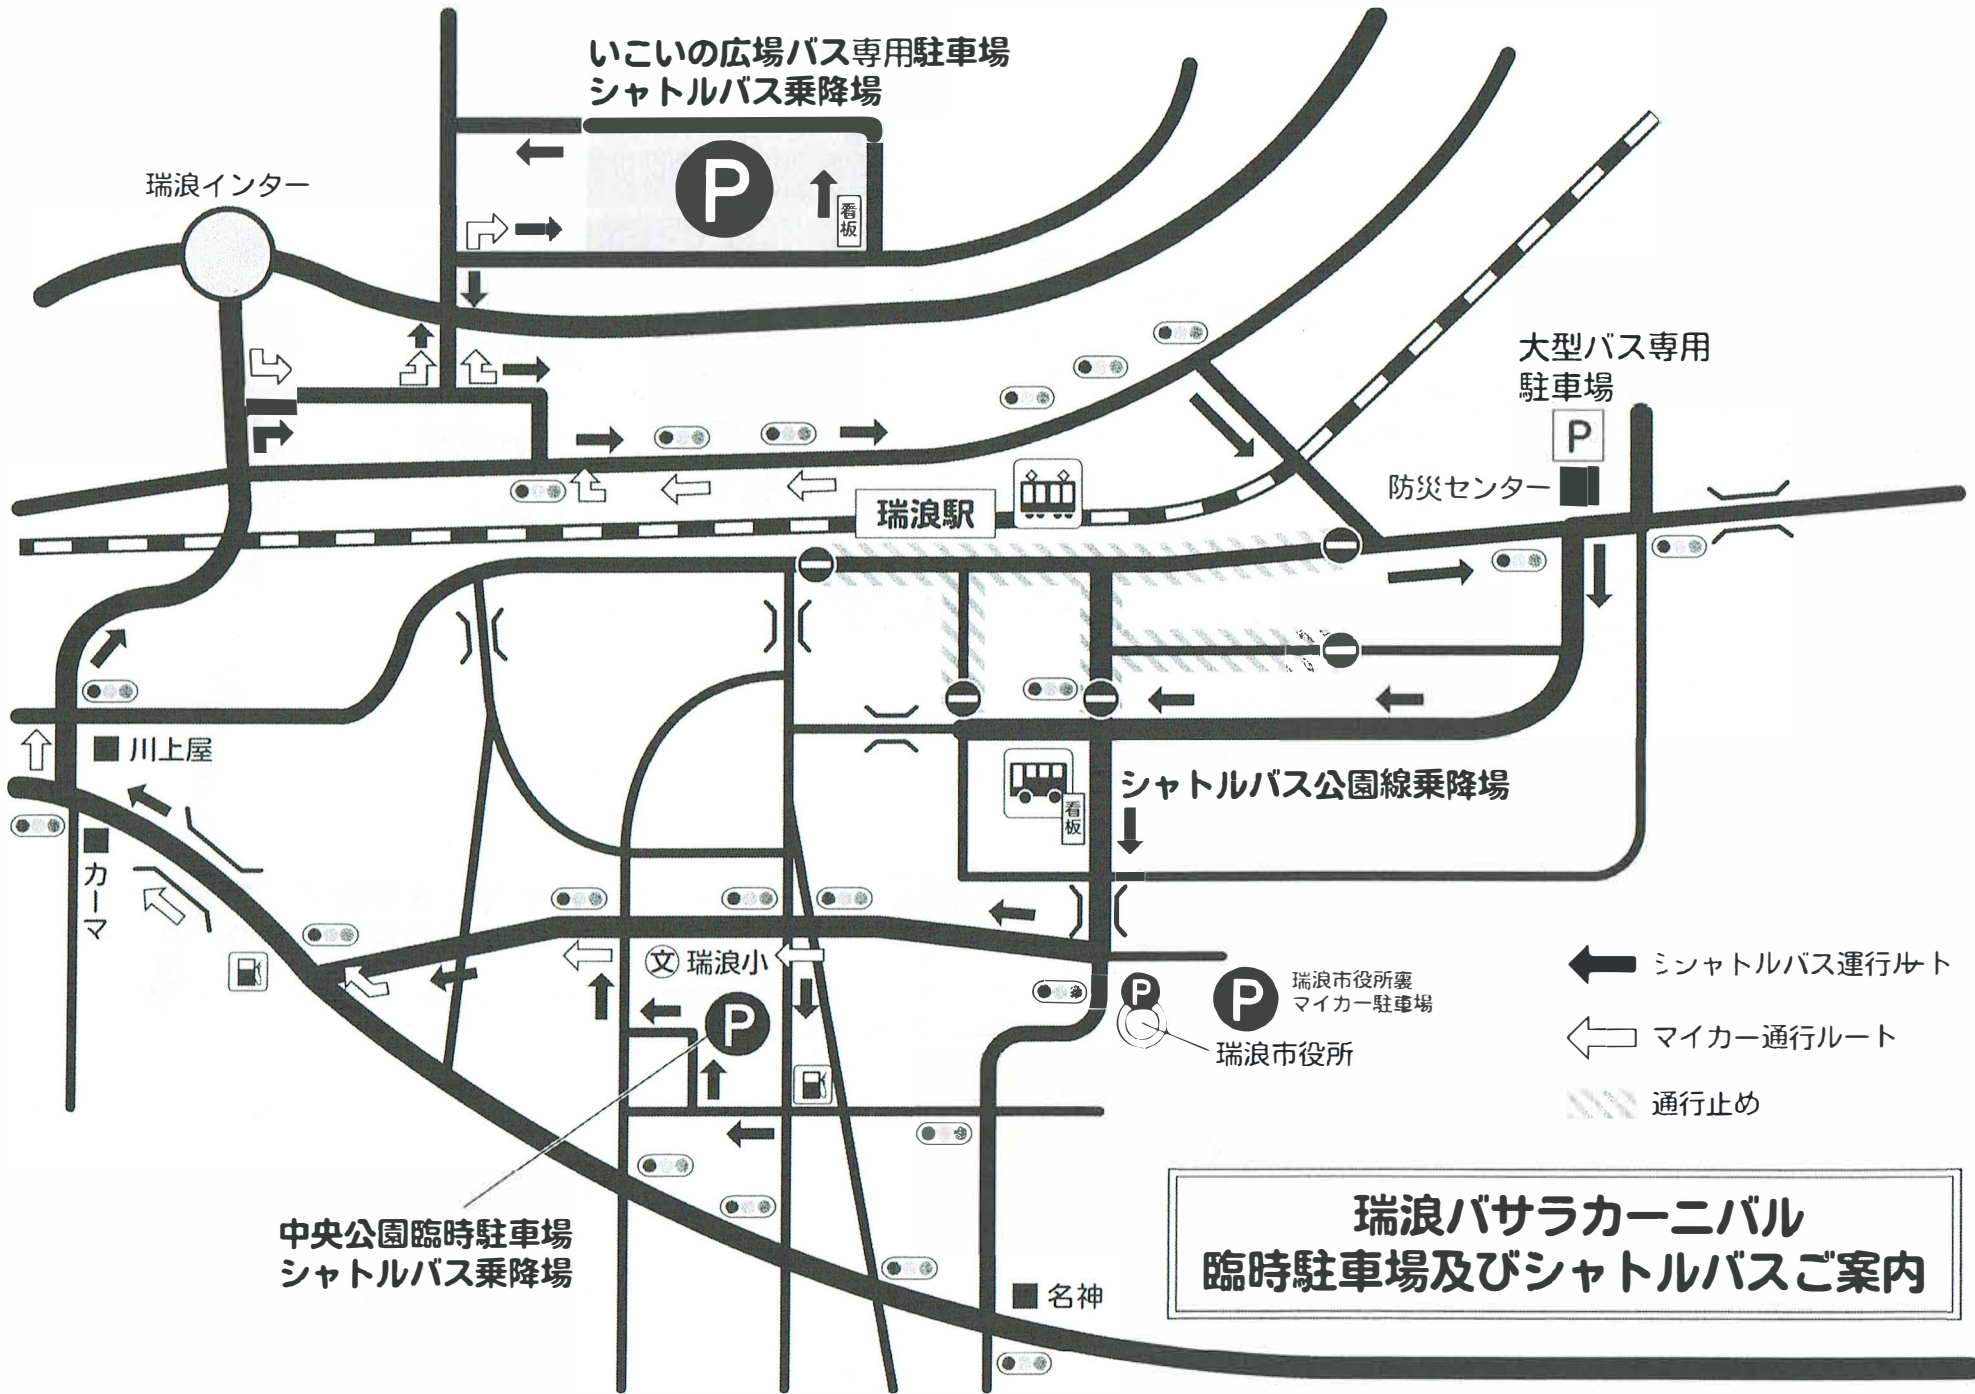 いこいの広場バス専用駐車場
シャトルバス乗降場
P
看板
瑞浪インター
大型バス専用
駐車場
P
防災センター
瑞浪駅
川上屋
シャトルバス公園線乗降場
看板
カーマ
文 瑞浪小
P
P
P
瑞浪市役所裏
マイカー駐車場
瑞浪市役所
シャトルバス運行ルート
マイカー通行ルート
通行止め
中央公園臨時駐車場
シャトルバス乗降場
名神
瑞浪バサラカーニバル
臨時駐車場及びシャトルバスご案内